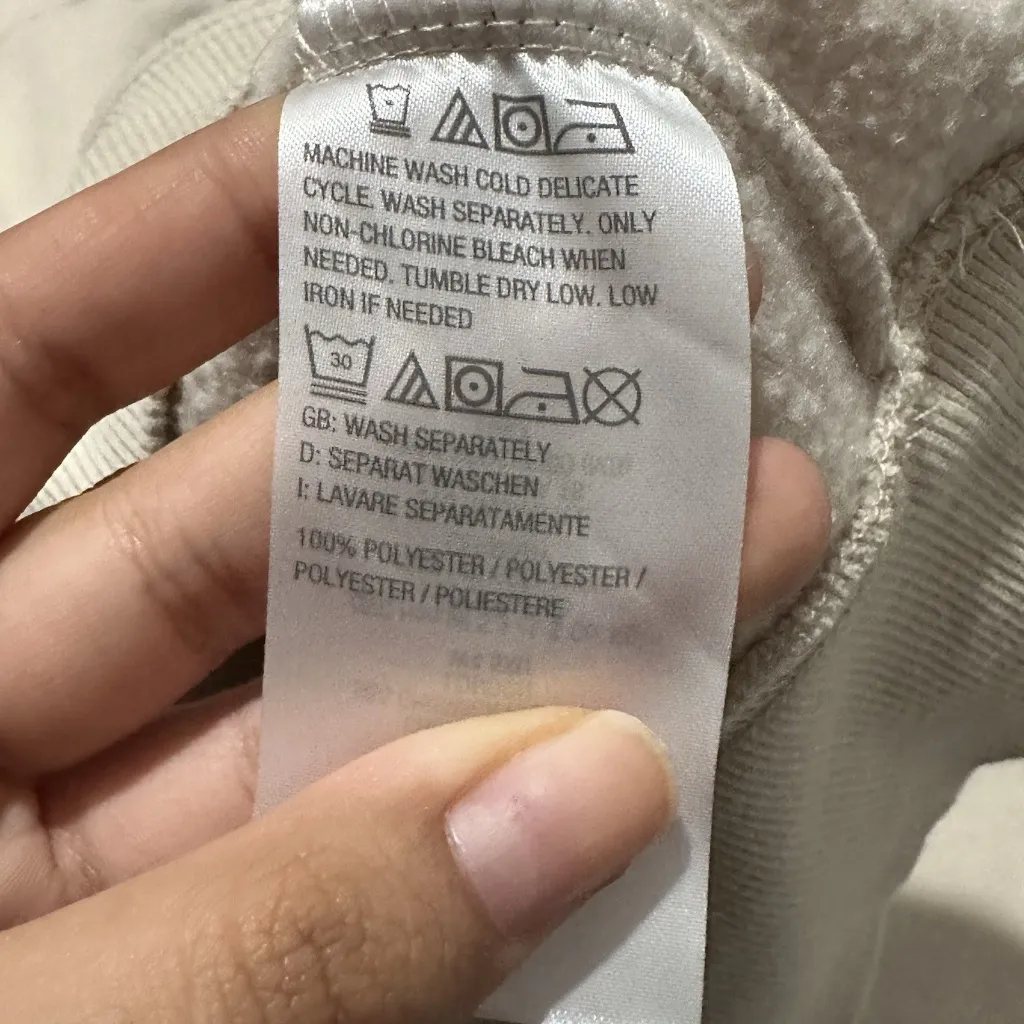 MACHINE WASH COLD DELICATE
CYCLE. WASH SEPARATELY. ONLY
NON-CHLORINE BLEACH WHEN
NEEDED. TUMBLE DRY LOW. LOW
IRON IF NEEDED
30
GB: WASH SEPARATELY
D: SEPARAT WASCHEN
I: LAVARE SEPARATAMENTE
100% POLYESTER / POLYESTER /
POLYESTER / POLIESTERE